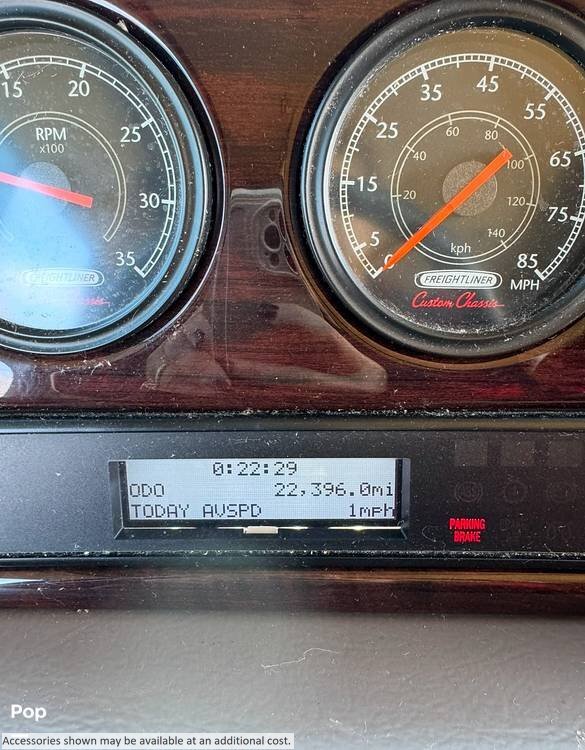 15
20
25
30
35
RPM
x100
FREIGHTLINER
0
5
15
25
35
45
55
65
75
85
MPH
20
40
60
80
100
120
140
kph
FREIGHTLINER
Custom Chassis
0:22:29
ODO 22,396.0mi
TODAY AVSPD 1mph
PARKING
BRAKE
Pop
Accessories shown may be available at an additional cost.